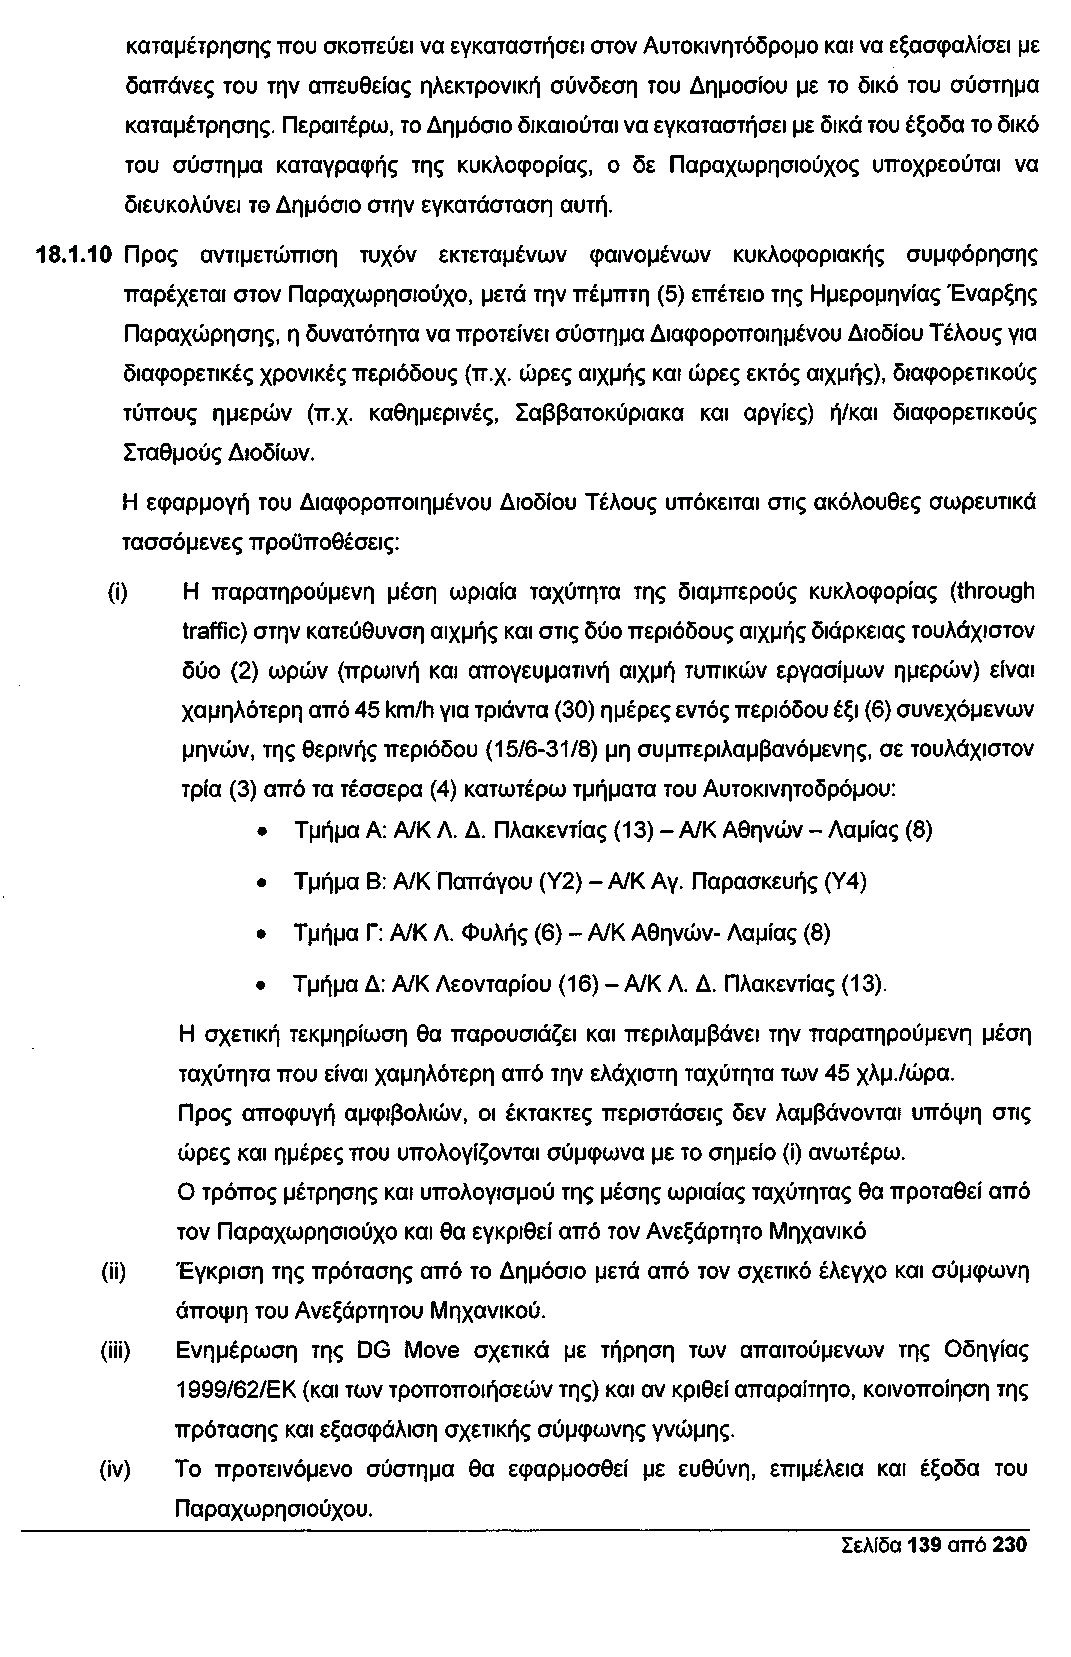 καταμέτρησης που σκοπεύει να εγκαταστήσει στον Αυτοκινητόδρομο και να εξασφαλίσει με
δαπάνες του την απευθείας ηλεκτρονική σύνδεση του Δημοσίου με το δικό του σύστημα
καταμέτρησης. Περαιτέρω, το Δημόσιο δικαιούται να εγκαταστήσει με δικά του έξοδα το δικό
του σύστημα καταγραφής της κυκλοφορίας, ο δε Παραχωρησιούχος υποχρεούται να
διευκολύνει το Δημόσιο στην εγκατάσταση αυτή.
18.1.10 Προς αντιμετώπιση τυχόν εκτεταμένων φαινομένων κυκλοφοριακής συμφόρησης
παρέχεται στον Παραχωρησιούχο, μετά την πέμπτη (5) επέτειο της Ημερομηνίας Έναρξης
Παραχώρησης, η δυνατότητα να προτείνει σύστημα Διαφοροποιημένου Διοδίου Τέλους για
διαφορετικές χρονικές περιόδους (π.χ. ώρες αιχμής και ώρες εκτός αιχμής), διαφορετικούς
τύπους ημερών (π.χ. καθημερινές, Σαββατοκύριακα και αργίες) ή/και διαφορετικούς
Σταθμούς Διοδίων.
Η εφαρμογή του Διαφοροποιημένου Διοδίου Τέλους υπόκειται στις ακόλουθες σωρευτικά
τασσόμενες προϋποθέσεις:
(i) Η παρατηρούμενη μέση ωριαία ταχύτητα της διαμπερούς κυκλοφορίας (through
traffic) στην κατεύθυνση αιχμής και στις δύο περιόδους αιχμής διάρκειας τουλάχιστον
δύο (2) ωρών (πρωινή και απογευματινή αιχμή τυπικών εργασίμων ημερών) είναι
χαμηλότερη από 45 km/h για τριάντα (30) ημέρες εντός περιόδου έξι (6) συνεχόμενων
μηνών, της θερινής περιόδου (15/6-31/8) μη συμπεριλαμβανόμενης, σε τουλάχιστον
τρία (3) από τα τέσσερα (4) κατωτέρω τμήματα του Αυτοκινητοδρόμου:
• Τμήμα Α: Α/Κ Λ. Δ. Πλακεντίας (13) – Α/Κ Αθηνών – Λαμίας (8)
• Τμήμα Β: Α/Κ Παπάγου (Υ2) – Α/Κ Αγ. Παρασκευής (Υ4)
• Τμήμα Γ: Α/Κ Λ. Φυλής (6) – Α/Κ Αθηνών- Λαμίας (8)
• Τμήμα Δ: Α/Κ Λεονταρίου (16) – Α/Κ Λ. Δ. Πλακεντίας (13).
Η σχετική τεκμηρίωση θα παρουσιάζει και περιλαμβάνει την παρατηρούμενη μέση
ταχύτητα που είναι χαμηλότερη από την ελάχιστη ταχύτητα των 45 χλμ./ώρα.
Προς αποφυγή αμφιβολιών, οι έκτακτες περιστάσεις δεν λαμβάνονται υπόψη στις
ώρες και ημέρες που υπολογίζονται σύμφωνα με το σημείο (i) ανωτέρω.
Ο τρόπος μέτρησης και υπολογισμού της μέσης ωριαίας ταχύτητας θα προταθεί από
τον Παραχωρησιούχο και θα εγκριθεί από τον Ανεξάρτητο Μηχανικό
(ii) Έγκριση της πρότασης από το Δημόσιο μετά από τον σχετικό έλεγχο και σύμφωνη
άποψη του Ανεξάρτητου Μηχανικού.
(iii) Ενημέρωση της DG Move σχετικά με τήρηση των απαιτούμενων της Οδηγίας
1999/62/ΕΚ (και των τροποποιήσεών της) και αν κριθεί απαραίτητο, κοινοποίηση της
πρότασης και εξασφάλιση σχετικής σύμφωνης γνώμης.
(iv) Το προτεινόμενο σύστημα θα εφαρμοσθεί με ευθύνη, επιμέλεια και έξοδα του
Παραχωρησιούχου.
Σελίδα 139 από 230